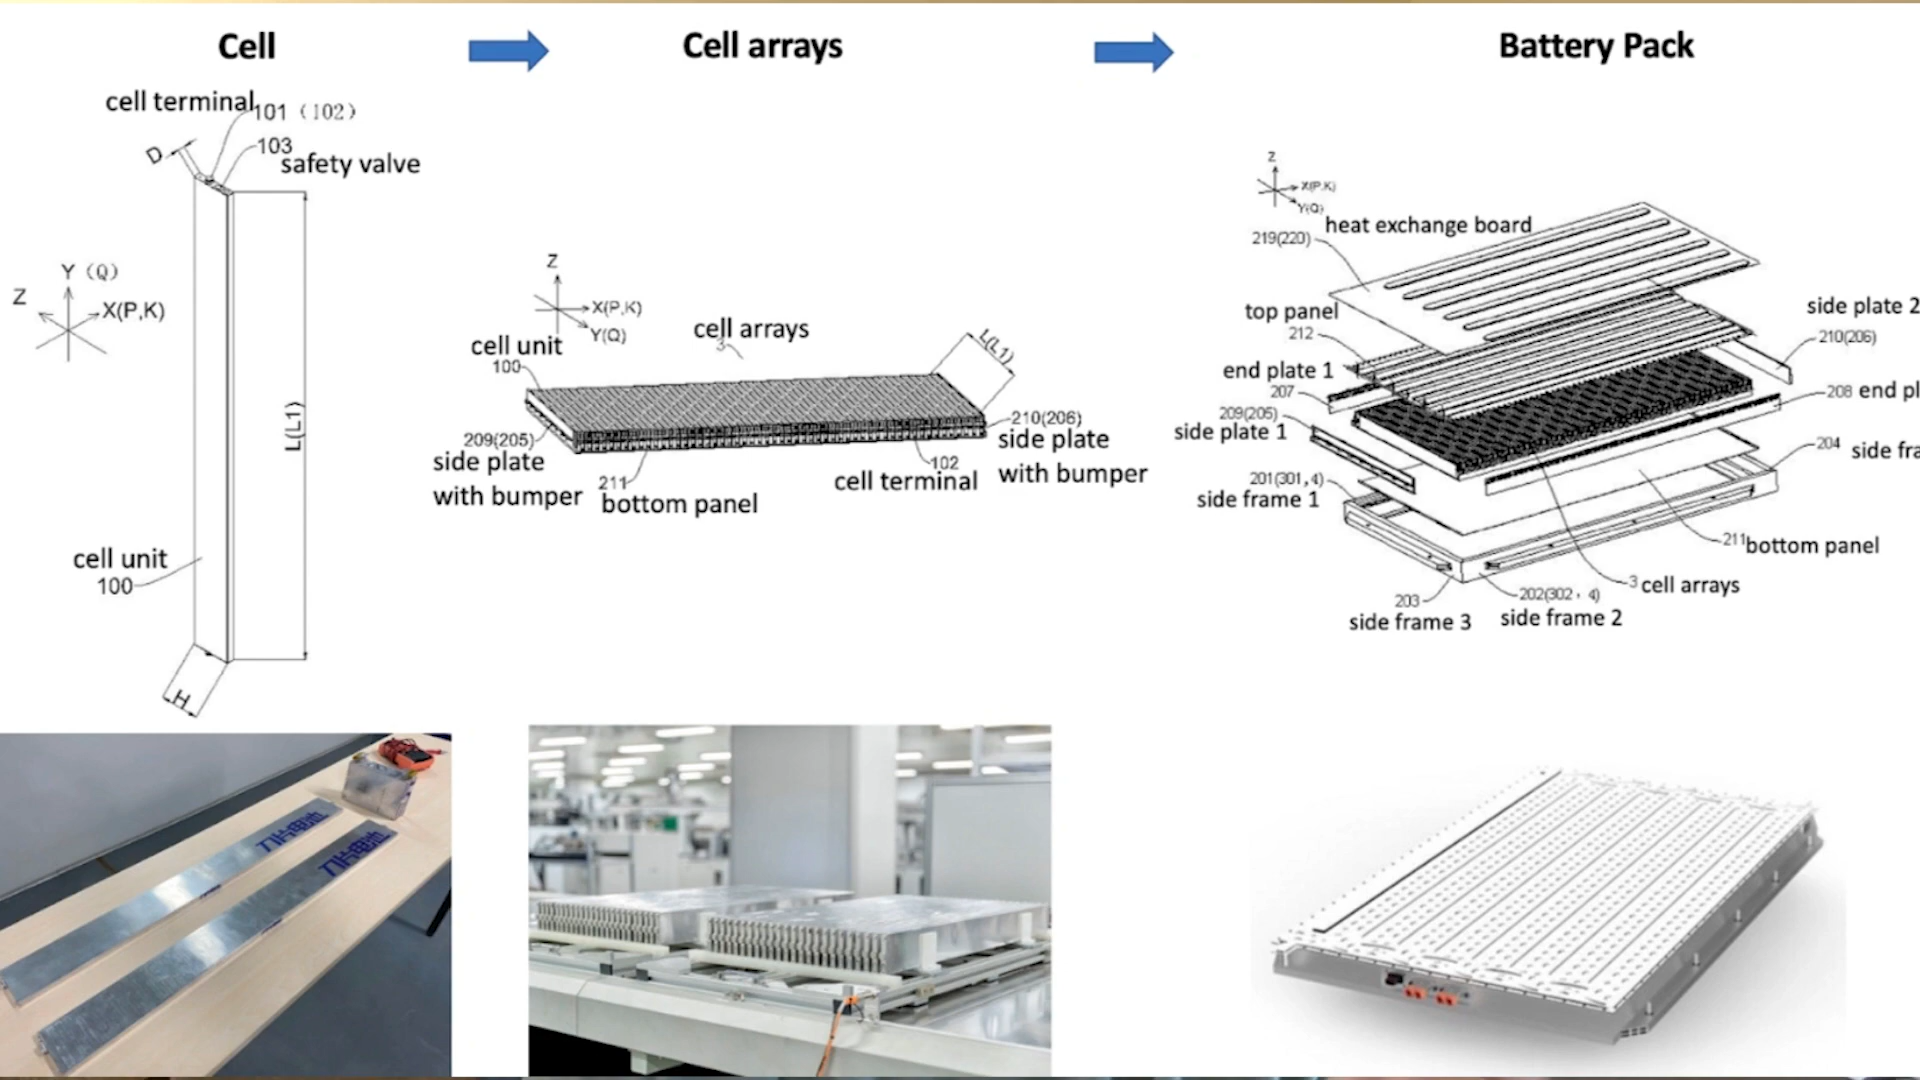 Cell
Cell arrays
Battery Pack
cell terminal
101 (102)
D
103
safety valve
Y (Q)
Z
X(P,K)
L(L1)
cell unit
100
H
刀片电池
刀片电池
Z
X(P,K)
Y(Q)
cell arrays
3
L(L1)
cell unit
100
209(205)
side plate
with bumper
211
bottom panel
102
cell terminal
210(206)
side plate
with bumper
Z
X(P,K)
Y(Q)
heat exchange board
219(220)
top panel
212
side plate 2
210(206)
end plate 1
207
208 end pl
209(205)
side plate 1
204 side fra
201(301,4)
side frame 1
211 bottom panel
3 cell arrays
203
side frame 3
202(302，4)
side frame 2